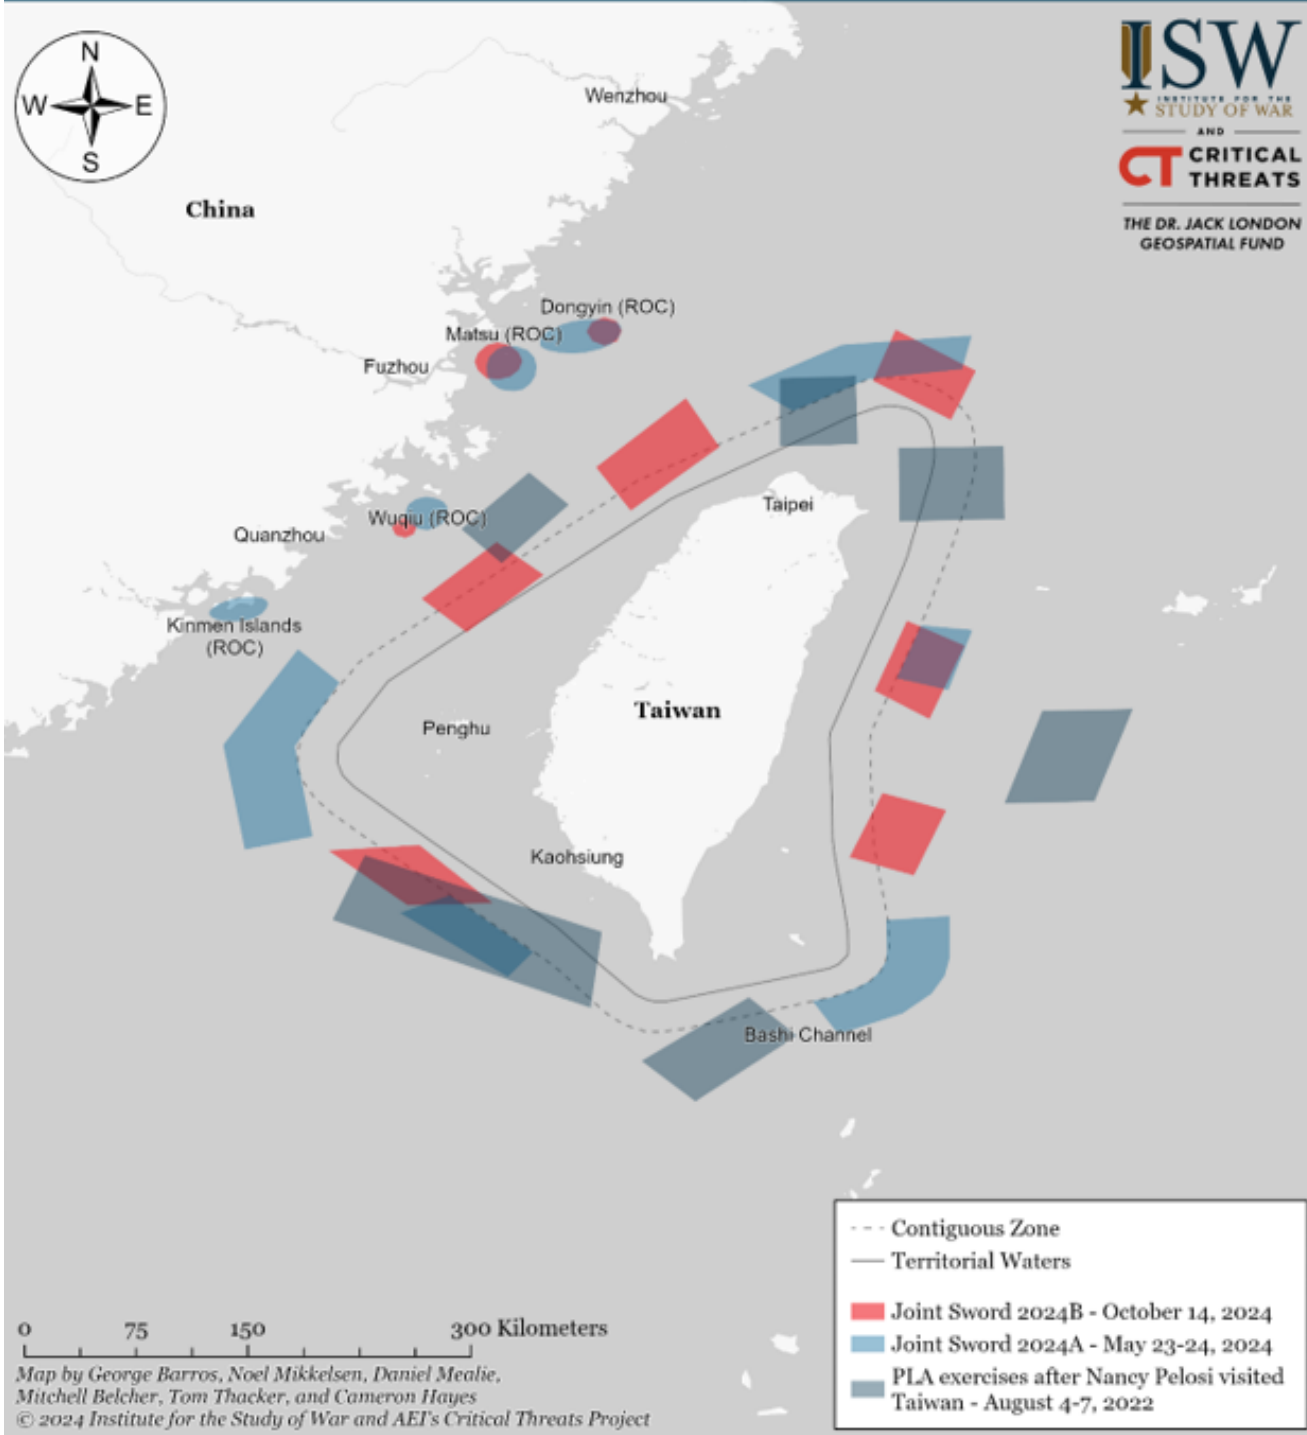 N
W E
S
ISW
INSTITUTE FOR THE
STUDY OF WAR
AND
CT CRITICAL
THREATS
THE DR. JACK LONDON
GEOSPATIAL FUND
Wenzhou
China
Dongyin (ROC)
Matsu (ROC)
Fuzhou
Taipei
Wuqiu (ROC)
Quanzhou
Kinmen Islands
(ROC)
Taiwan
Penghu
Kaohsiung
Bashi Channel
Contiguous Zone
Territorial Waters
Joint Sword 2024B - October 14, 2024
Joint Sword 2024A - May 23-24, 2024
PLA exercises after Nancy Pelosi visited
Taiwan - August 4-7, 2022
0 75 150 300 Kilometers
Map by George Barros, Noel Mikkelsen, Daniel Mealie,
Mitchell Belcher, Tom Thacker, and Cameron Hayes
© 2024 Institute for the Study of War and AEI's Critical Threats Project